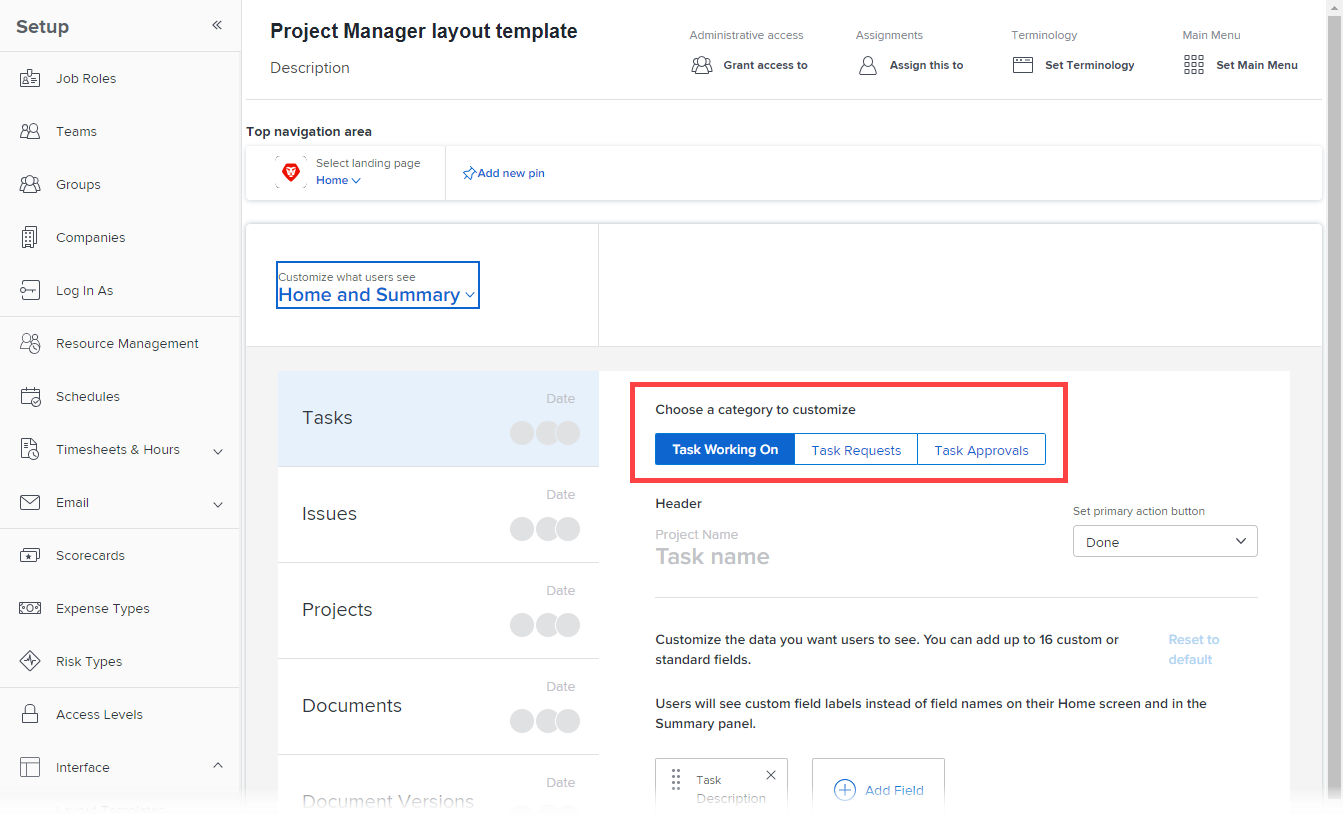 Setup
Job Roles
Teams
Groups
Companies
Log In As
Resource Management
Schedules
Timesheets & Hours
Email
Scorecards
Expense Types
Risk Types
Access Levels
Interface
Layout Templates
Project Manager layout template
Description
Administrative access
Grant access to
Assignments
Assign this to
Terminology
Set Terminology
Main Menu
Set Main Menu
Top navigation area
Select landing page
Home
Add new pin
Customize what users see
Home and Summary
Tasks
Date
Issues
Date
Projects
Date
Documents
Date
Document Versions
Date
Choose a category to customize
Task Working On
Task Requests
Task Approvals
Header
Project Name
Task name
Set primary action button
Done
Customize the data you want users to see. You can add up to 16 custom or
standard fields.
Reset to
default
Users will see custom field labels instead of field names on their Home screen and in the
Summary panel.
Task
Description
Add Field